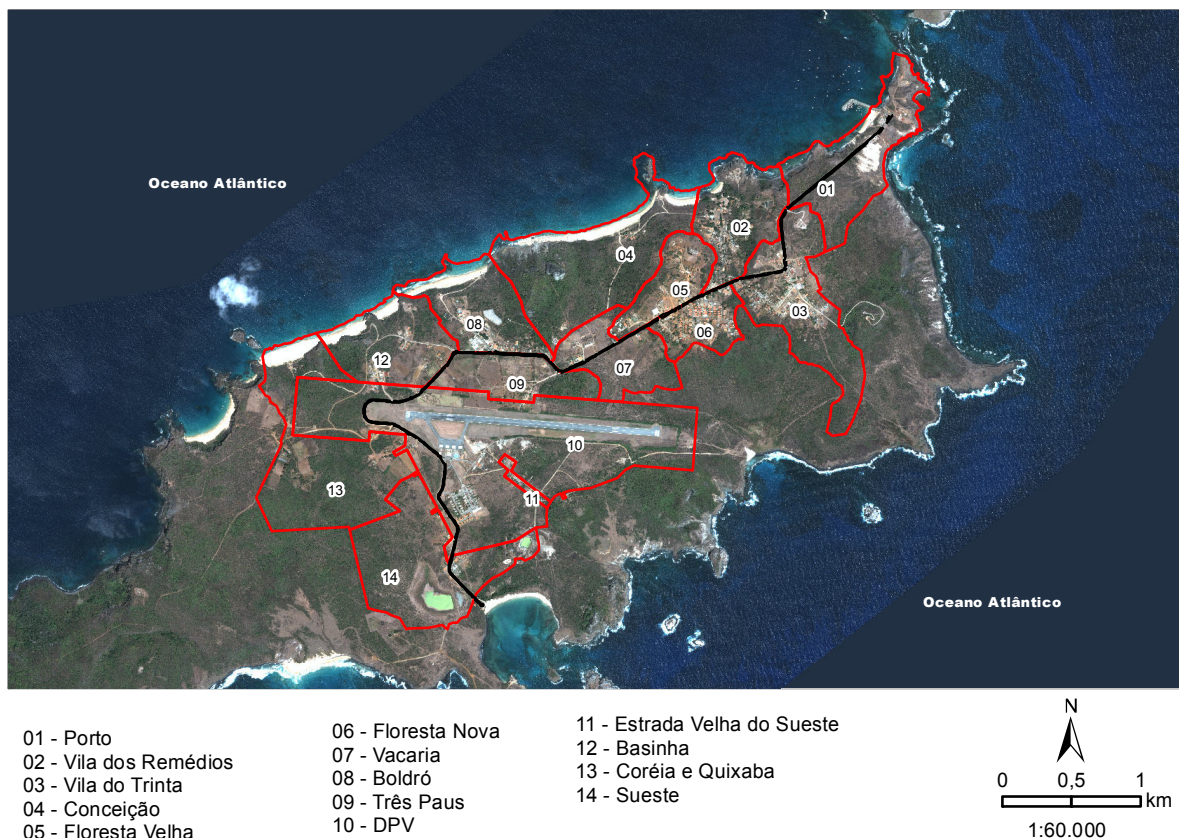 Oceano Atlântico
01
02
04
05
03
06
08
07
12
09
10
13
11
14
Oceano Atlântico
01 - Porto
02 - Vila dos Remédios
03 - Vila do Trinta
04 - Conceição
05 - Floresta Velha
06 - Floresta Nova
07 - Vacaria
08 - Boldró
09 - Três Paus
10 - DPV
11 - Estrada Velha do Sueste
12 - Basinha
13 - Coréia e Quixaba
14 - Sueste
N
0 0,5 1
km
1:60.000